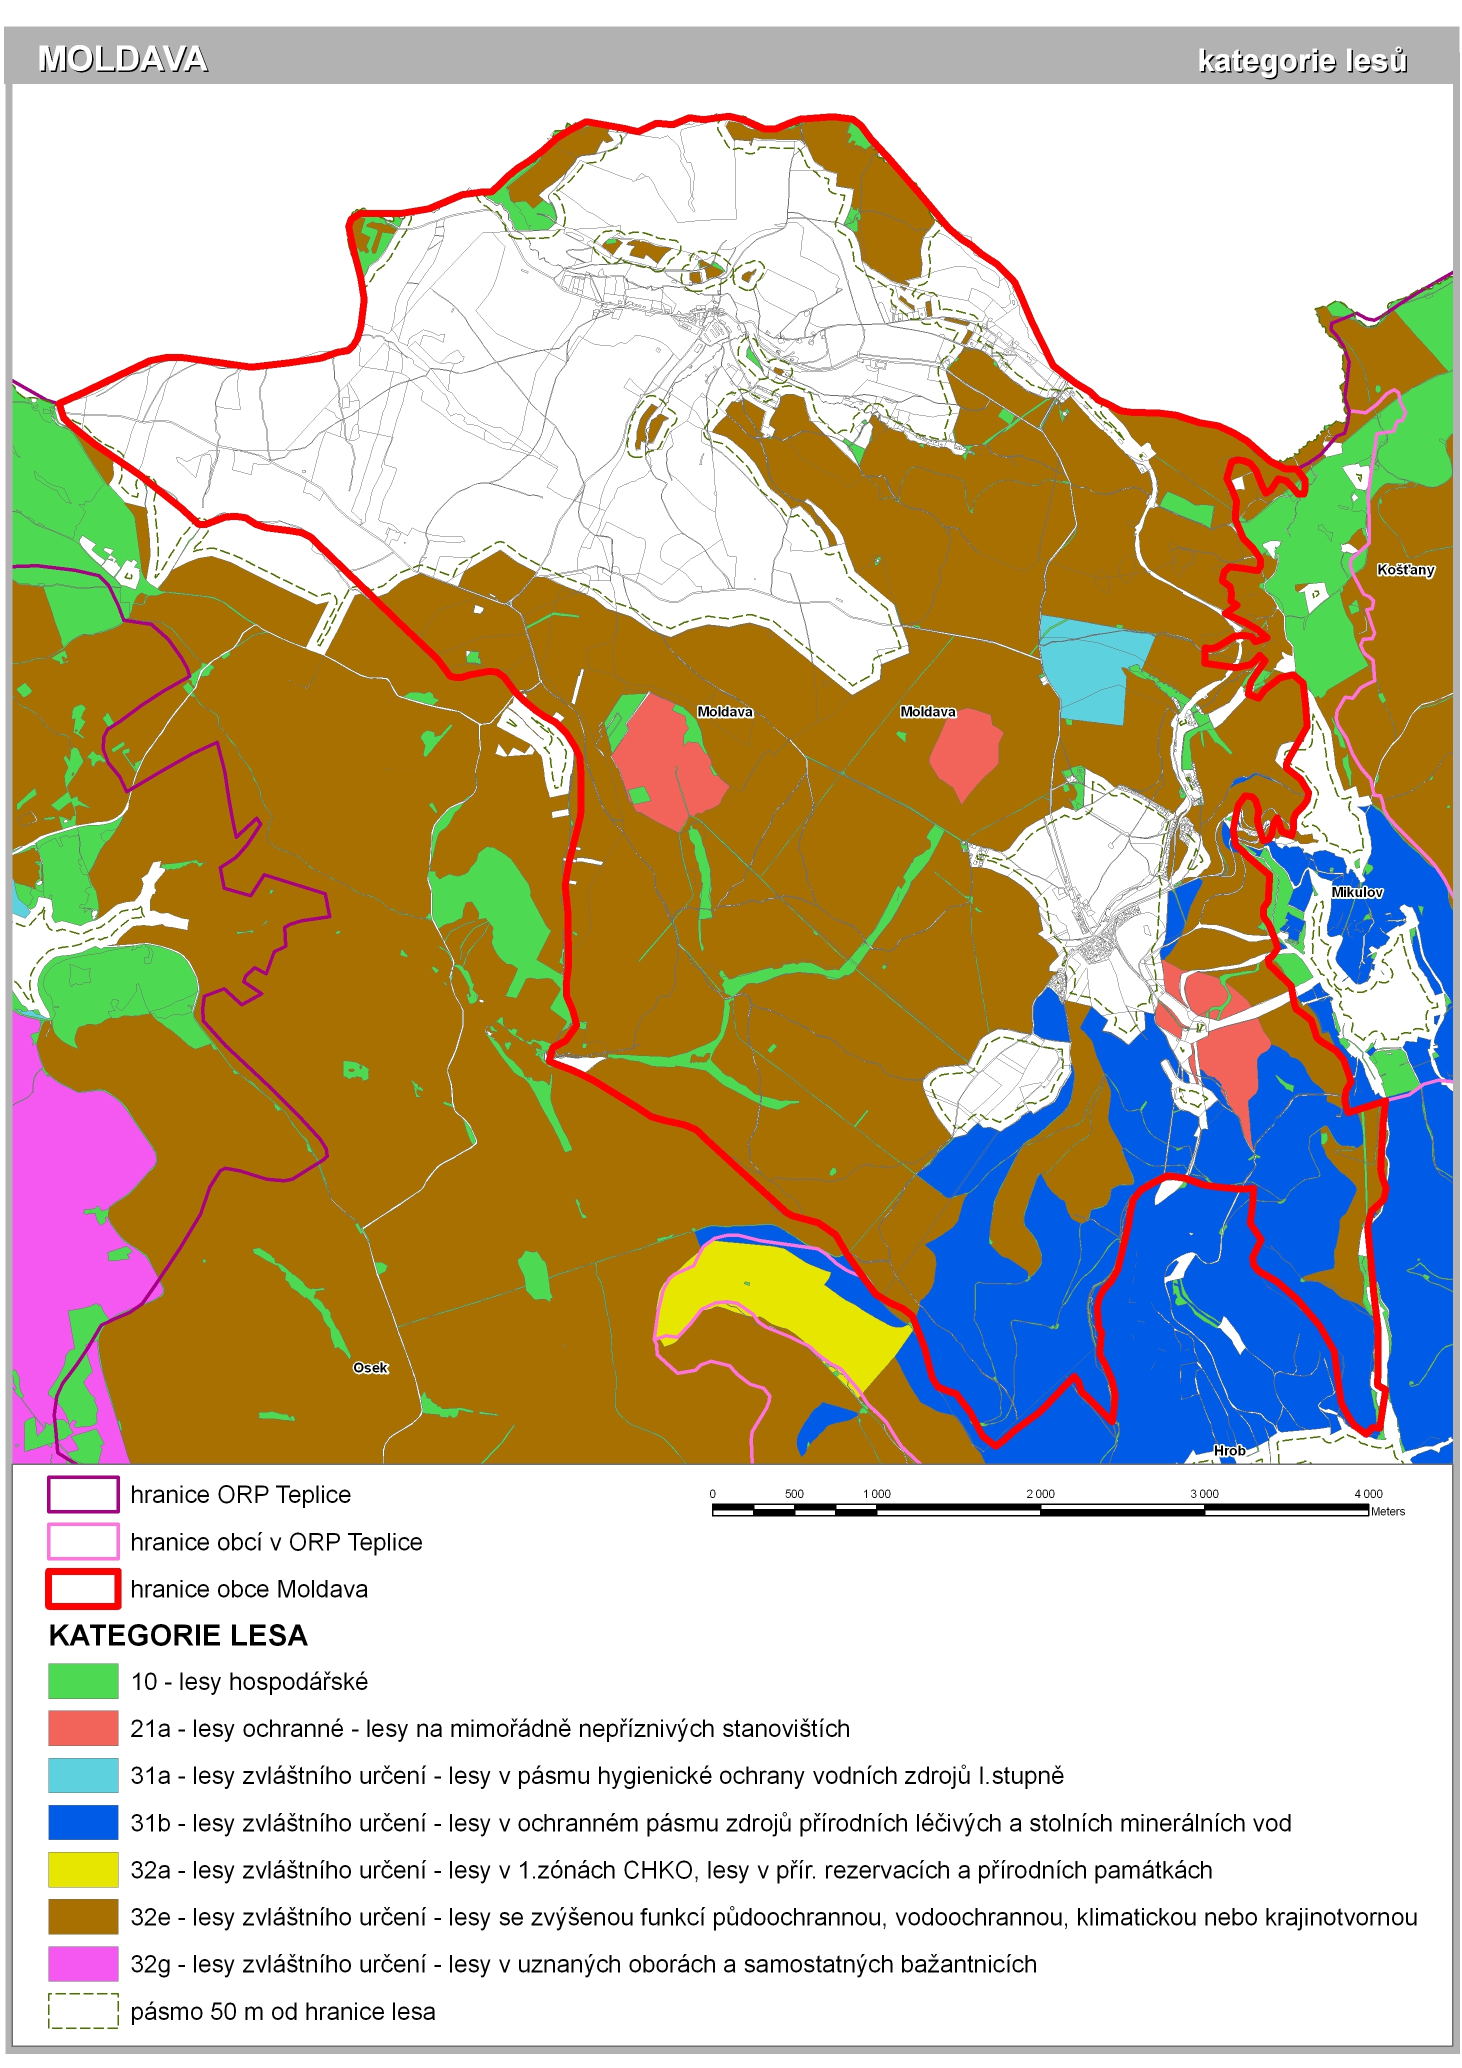 MOLDAVA
kategorie lesů
Košťany
Moldava
Moldava
Mikulov
Osek
Hrob
hranice ORP Teplice
hranice obcí v ORP Teplice
hranice obce Moldava
0 500 1 000 2 000 3 000 4 000
Meters
KATEGORIE LESA
10 - lesy hospodářské
21a - lesy ochranné - lesy na mimořádně nepříznivých stanovištích
31a - lesy zvláštního určení - lesy v pásmu hygienické ochrany vodních zdrojů I.stupně
31b - lesy zvláštního určení - lesy v ochranném pásmu zdrojů přírodních léčivých a stolních minerálních vod
32a - lesy zvláštního určení - lesy v 1.zónách CHKO, lesy v přír. rezervacích a přírodních památkách
32e - lesy zvláštního určení - lesy se zvýšenou funkcí půdoochrannou, vodoochrannou, klimatickou nebo krajinotvornou
32g - lesy zvláštního určení - lesy v uznaných oborách a samostatných bažantnicích
pásmo 50 m od hranice lesa